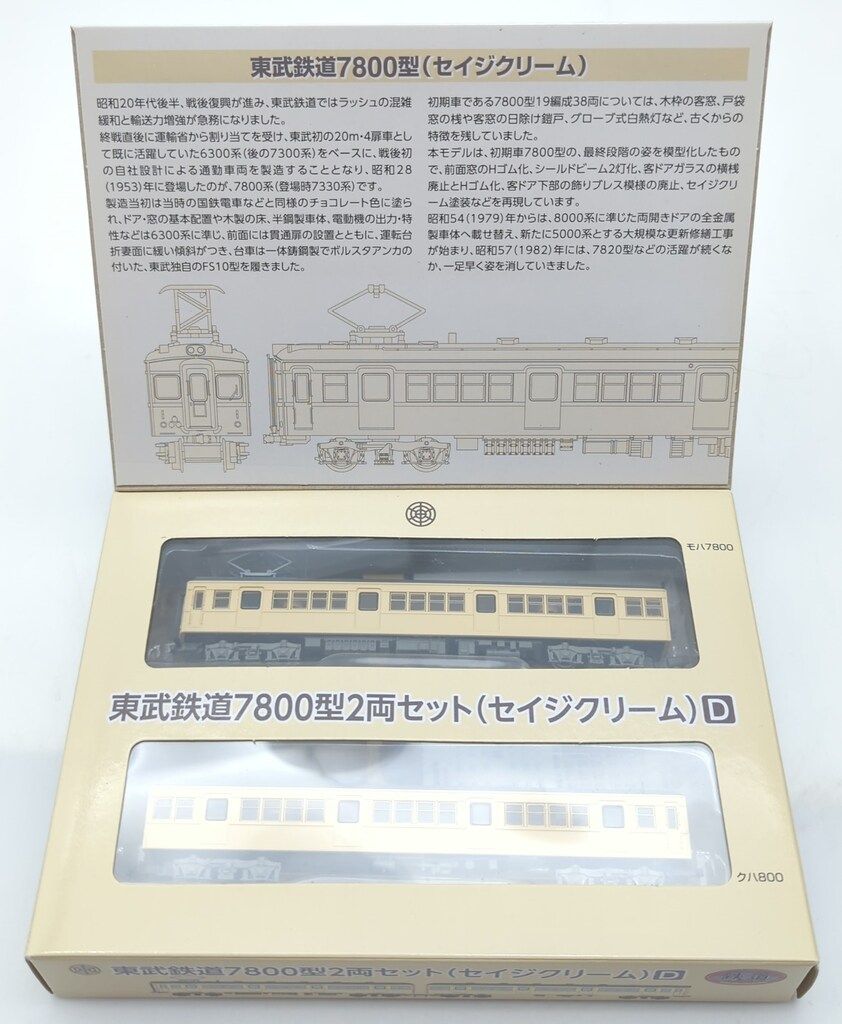 東武鉄道7800型(セイジクリーム)
昭和20年代後半、戦後復興が進み、東武鉄道ではラッシュの混雑
緩和と輸送力増強が急務になりました。
終戦直後に運輸省から割り当てを受け、東武初の20m・4扉車とし
て既に活躍していた6300系(後の7300系)をベースに、戦後初
の自社設計による通勤車両を製造することとなり、昭和28
(1953)年に登場したのが、7800系(登場時7330系)です。
製造当初は当時の国鉄電車などと同様のチョコレート色に塗ら
れ、ドア・窓の基本配置や木製の床、半鋼製車体、電動機の出力・特
性などは6300系に準じ、前面には貫通扉の設置とともに、運転台
折妻面に緩い傾斜がつき、台車は一体鋳鋼製でボルスタアンカの
付いた、東武独自のFS10型を履きました。
初期車である7800型19編成38両については、木枠の客窓、戸袋
窓の桟や客窓の日除け鎧戸、グローブ式白熱灯など、古くからの
特徴を残していました。
本モデルは、初期車7800型の、最終段階の姿を模型化したもの
で、前面窓のHゴム化、シールドビーム2灯化、客ドアガラスの横桟
廃止とHゴム化、客ドア下部の飾りプレス模様の廃止、セイジクリ
ーム塗装などを再現しています。
昭和54(1979)年からは、8000系に準じた両開きドアの全金属
製車体へ載せ替え、新たに5000系とする大規模な更新修繕工事
が始まり、昭和57(1982)年には、7820型などの活躍が続くな
か、一足早く姿を消していきました。
モハ7800
東武鉄道7800型2両セット(セイジクリーム)D
クハ800
東武鉄道7800型2両セット(セイジクリーム)D